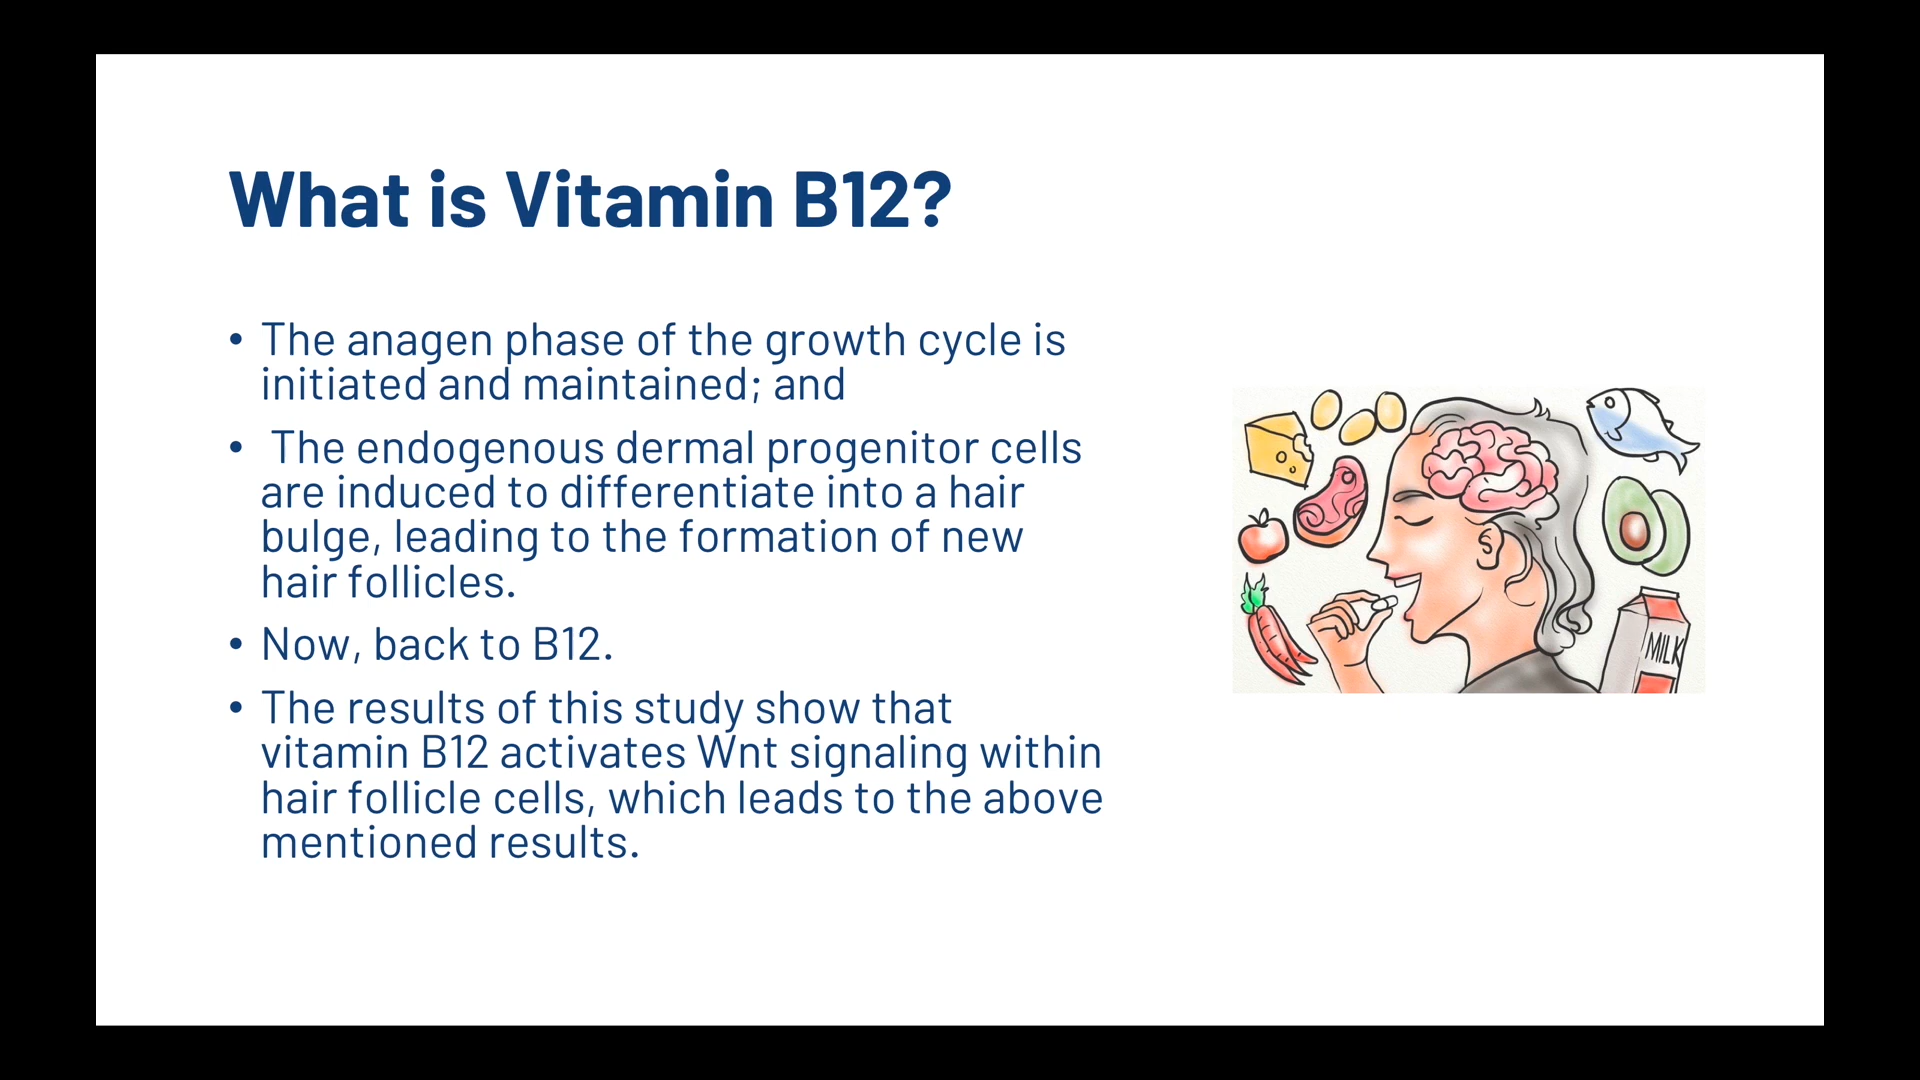 What is Vitamin B12?
• The anagen phase of the growth cycle is
initiated and maintained; and
• The endogenous dermal progenitor cells
are induced to differentiate into a hair
bulge, leading to the formation of new
hair follicles.
• Now, back to B12.
• The results of this study show that
vitamin B12 activates Wnt signaling within
hair follicle cells, which leads to the above
mentioned results.
MILK